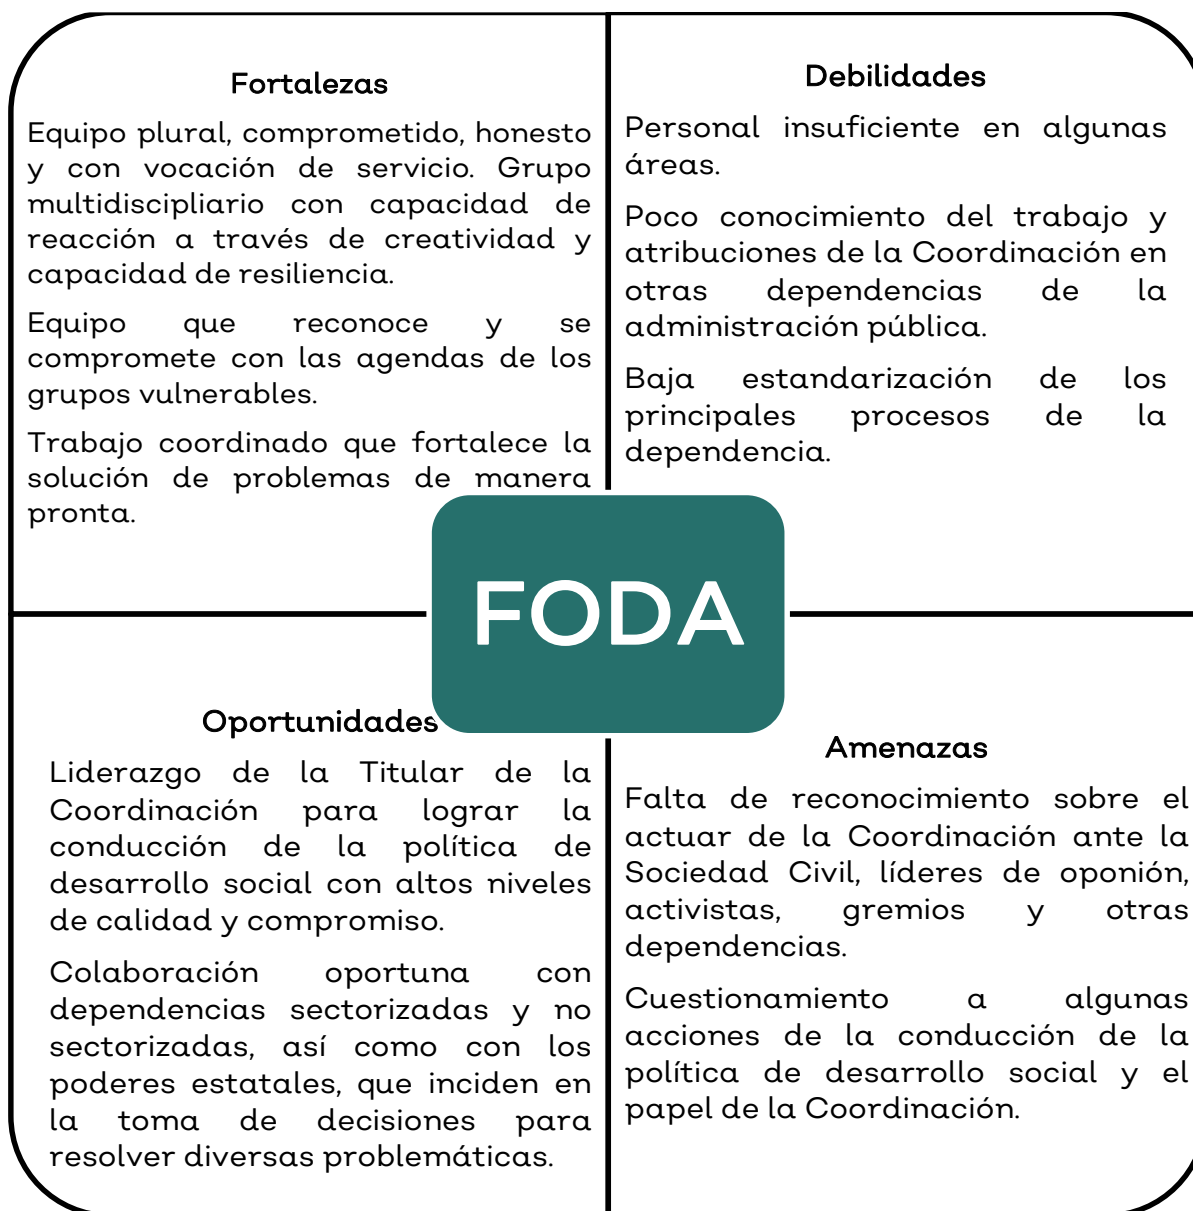 Fortalezas
Equipo plural, comprometido, honesto
y con vocación de servicio. Grupo
multidiscipliario con capacidad de
reacción a través de creatividad y
capacidad de resiliencia.
Equipo que reconoce y se
compromete con las agendas de los
grupos vulnerables.
Trabajo coordinado que fortalece la
solución de problemas de manera
pronta.
Debilidades
Personal insuficiente en algunas
áreas.
Poco conocimiento del trabajo y
atribuciones de la Coordinación en
otras dependencias de la
administración pública.
Baja estandarización de los
principales procesos de la
dependencia.
FODA
Oportunidades
Liderazgo de la Titular de la
Coordinación para lograr la
conducción de la política de
desarrollo social con altos niveles
de calidad y compromiso.
Colaboración oportuna con
dependencias sectorizadas y no
sectorizadas, así como con los
poderes estatales, que inciden en
la toma de decisiones para
resolver diversas problemáticas.
Amenazas
Falta de reconocimiento sobre el
actuar de la Coordinación ante la
Sociedad Civil, líderes de oponión,
activistas, gremios y otras
dependencias.
Cuestionamiento a algunas
acciones de la conducción de la
política de desarrollo social y el
papel de la Coordinación.